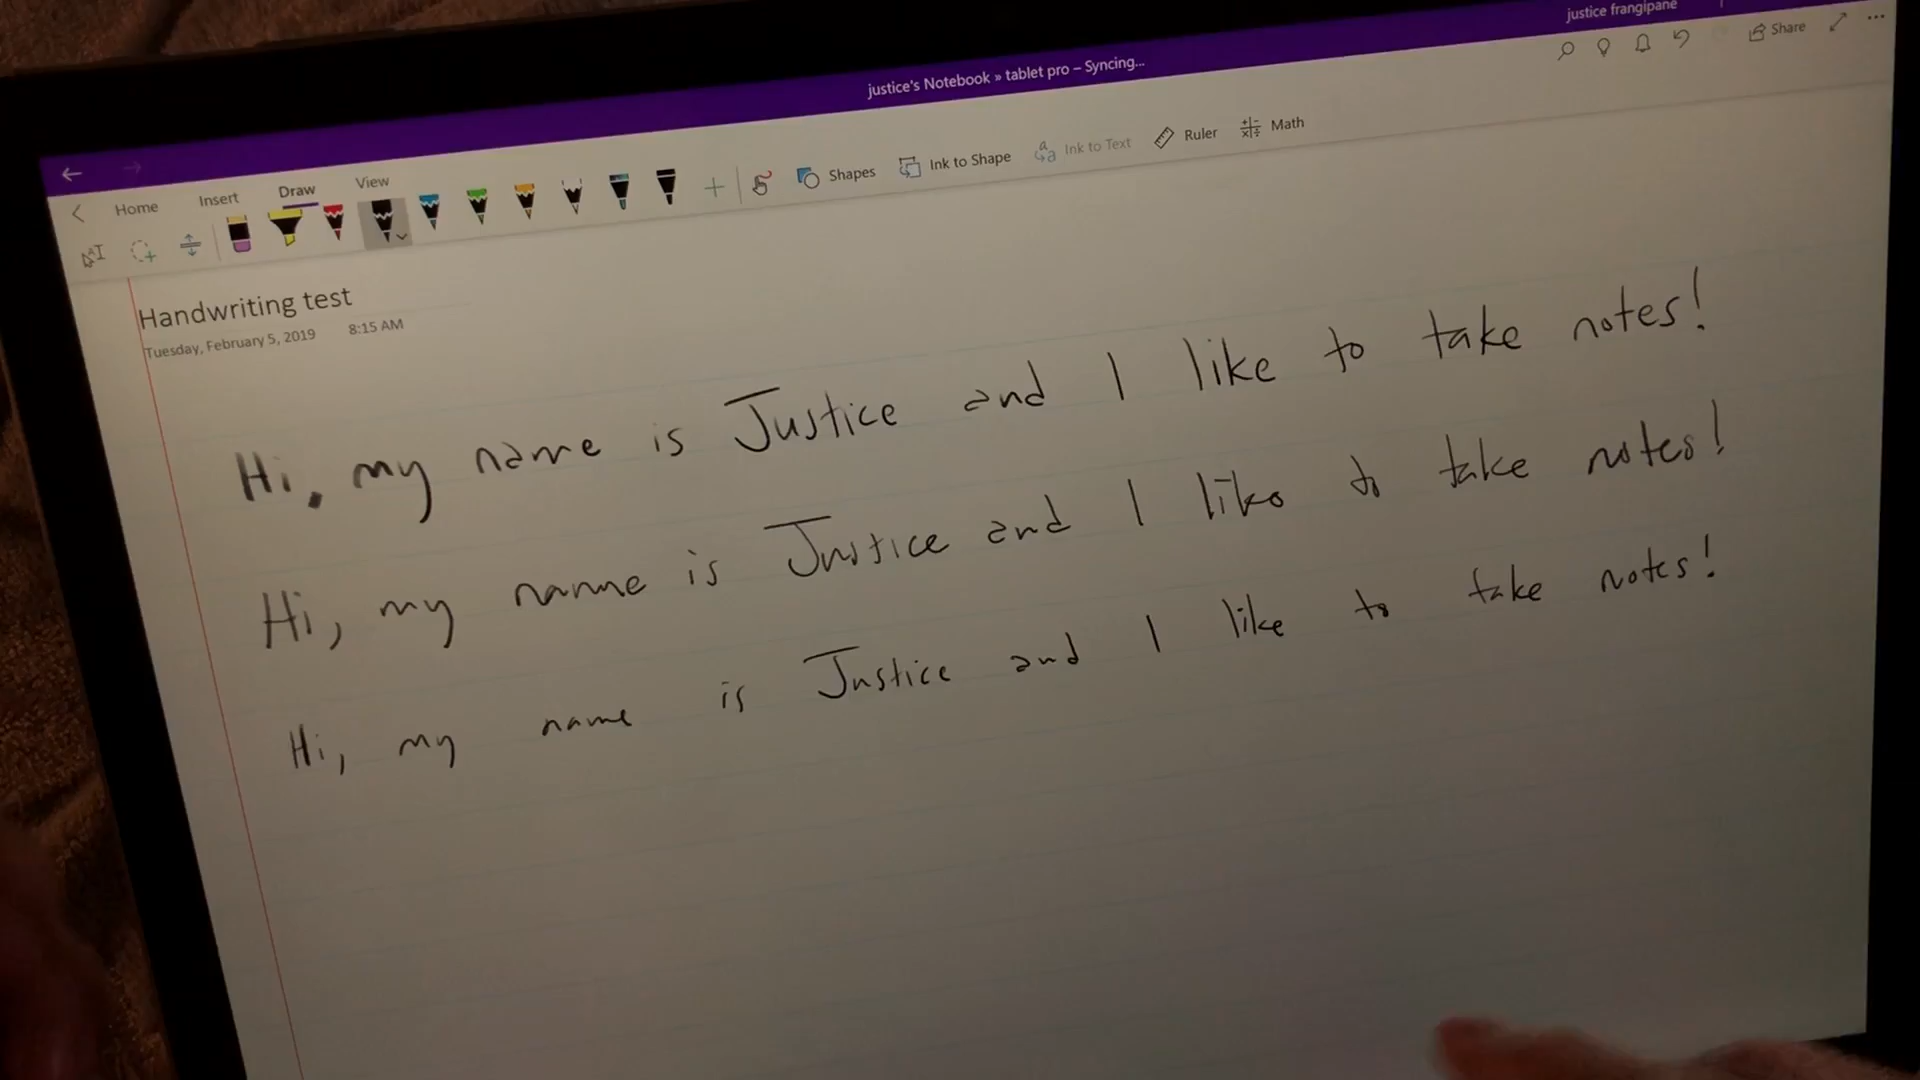 justice frangipane
justice's Notebook » tablet pro – Syncing...
Share
Home Insert Draw View
Shapes Ink to Shape Ink to Text Ruler Math
Handwriting test
Tuesday, February 5, 2019 8:15 AM
Hi, my name is Justice and I like to take notes!
Hi, my name is Justice and I like to take notes!
Hi, my name is Justice and I like to take notes!